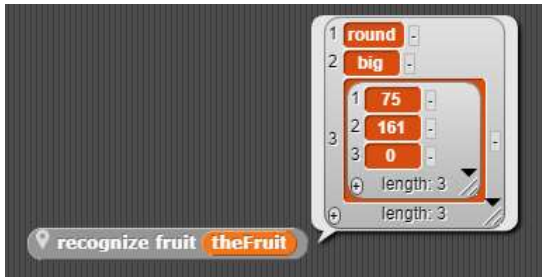 1 round -
2 big -
3
1 75 -
2 161 -
3 0 -
length: 3
-
length: 3
recognize fruit theFruit